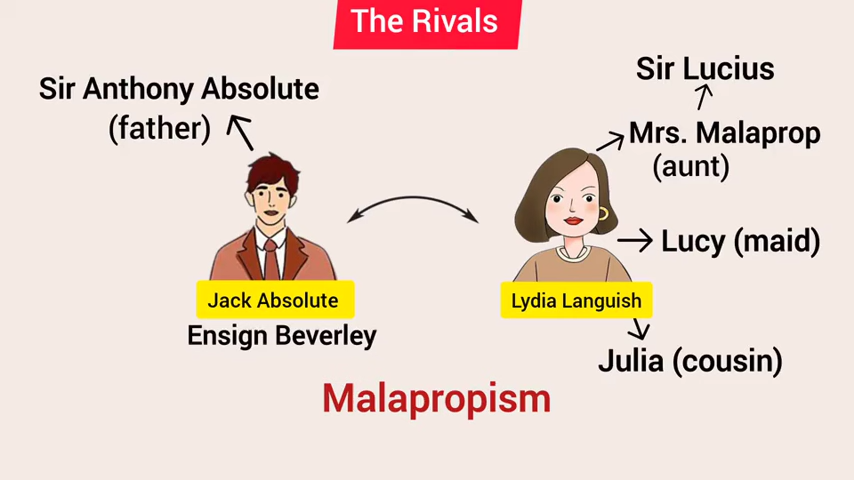 The Rivals
Sir Anthony Absolute
(father)
Sir Lucius
Mrs. Malaprop
(aunt)
Lucy (maid)
Jack Absolute
Lydia Languish
Ensign Beverley
Julia (cousin)
Malapropism